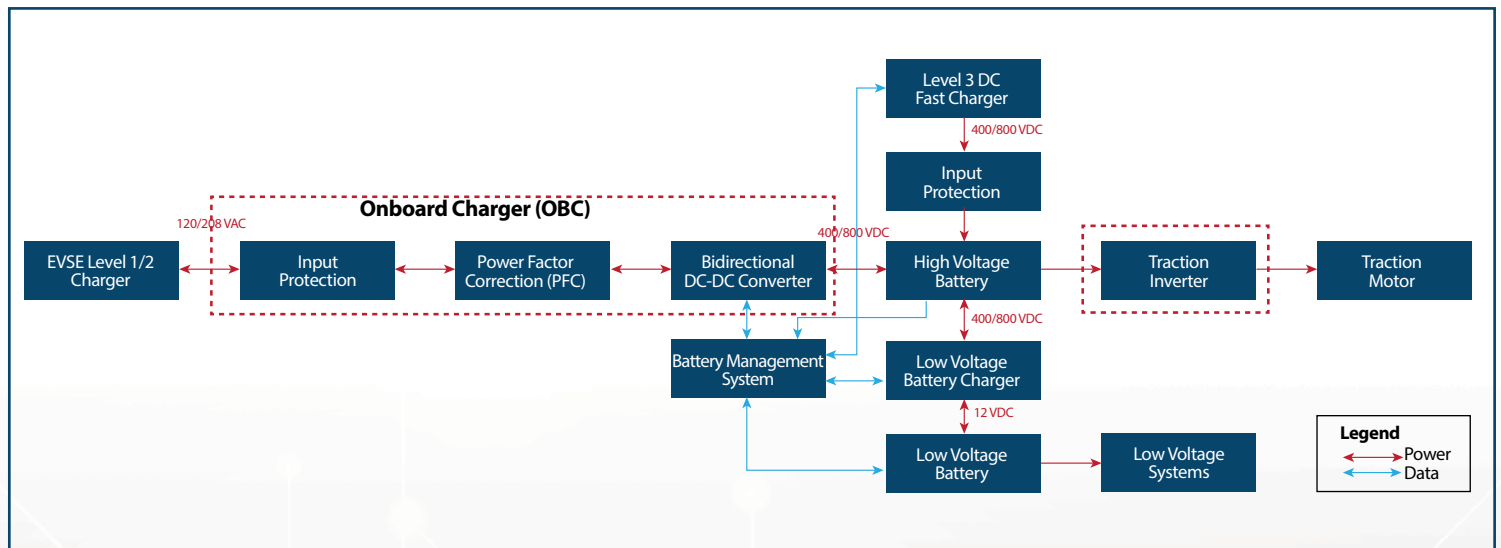 Level 3 DC
Fast Charger
400/800 VDC
Input
Protection
Onboard Charger (OBC)
120/208 VAC
400/800 VDC
EVSE Level 1/2
Charger
Input
Protection
Power Factor
Correction (PFC)
Bidirectional
DC-DC Converter
High Voltage
Battery
Traction
Inverter
Traction
Motor
400/800 VDC
Battery Management
System
Low Voltage
Battery Charger
12 VDC
Low Voltage
Battery
Low Voltage
Systems
Legend
Power
Data